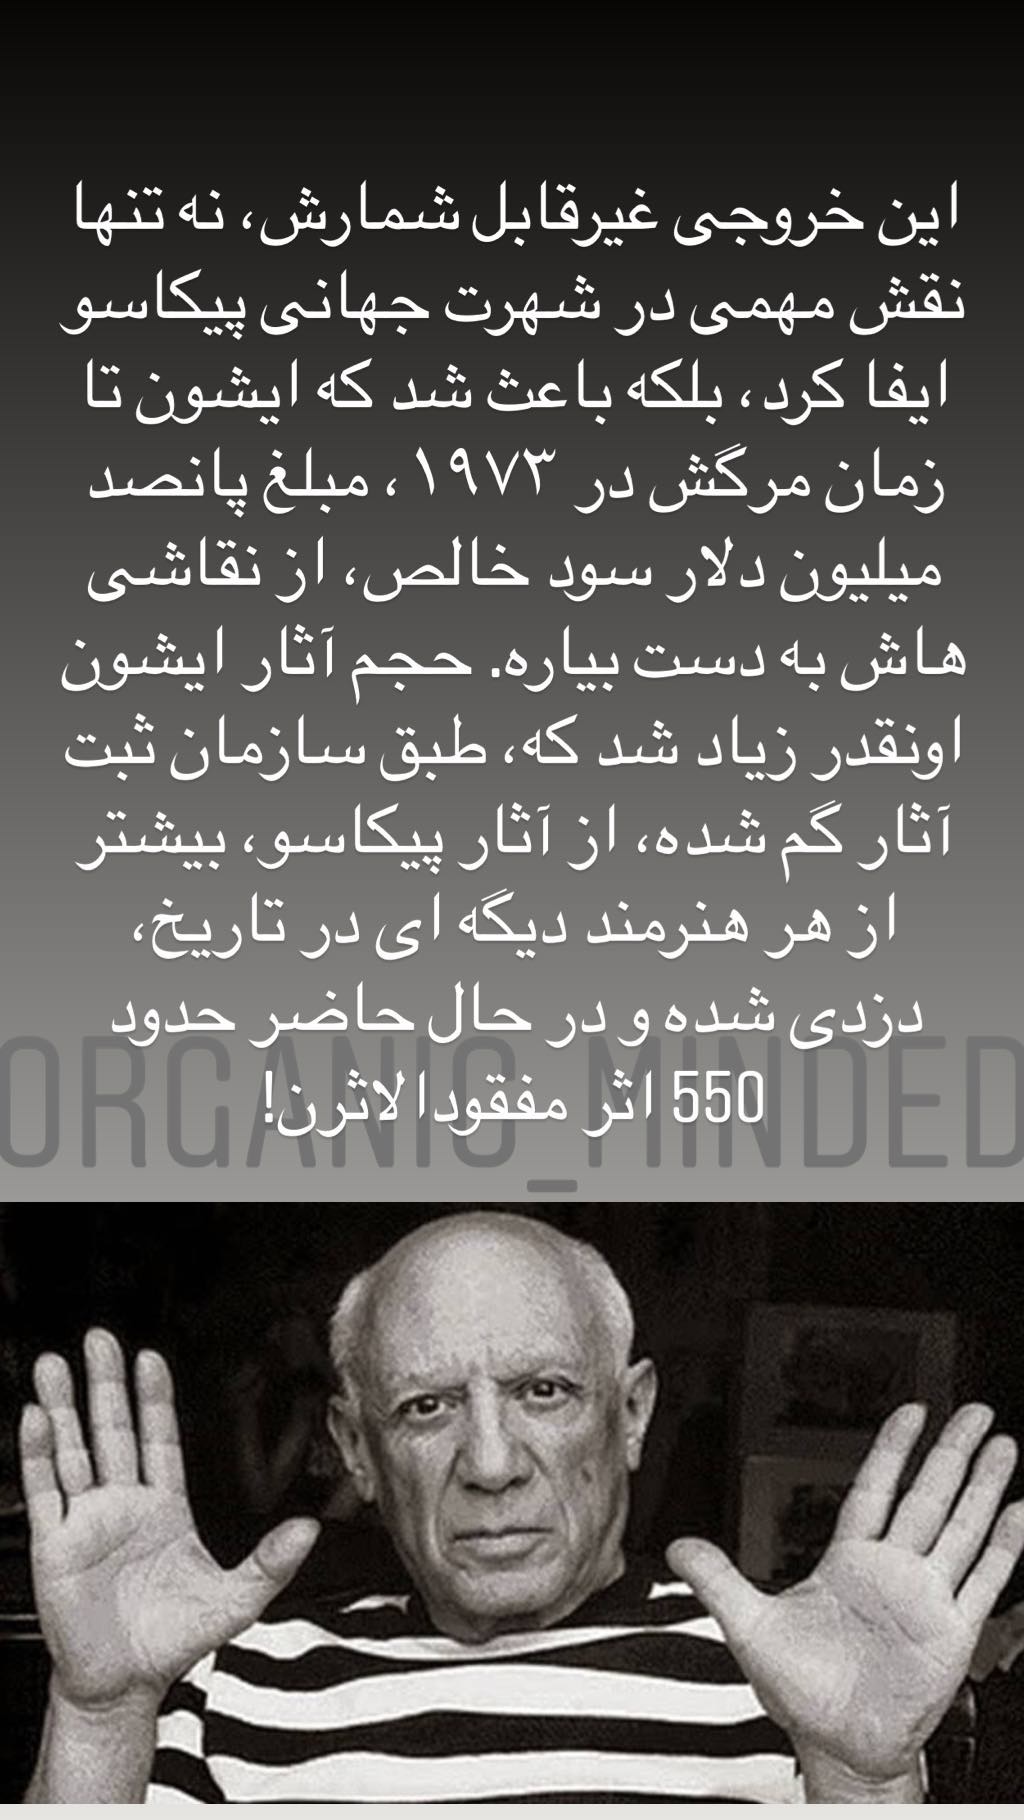 این خروجی غیرقابل شمارش، نه تنها
نقش مهمی در شهرت جهانی پیکاسو
ایفا کرد، بلکه باعث شد که ایشون تا
زمان مرگش در ۱۹۷۳، مبلغ پانصد
میلیون دلار سود خالص، از نقاشی
هاش به دست بیاره. حجم آثار ایشون
اونقدر زیاد شد که، طبق سازمان ثبت
آثار گم شده، از آثار پیکاسو، بیشتر
از هر هنرمند دیگه ای در تاریخ،
دزدی شده و در حال حاضر حدود
550 اثر مفقودالاثرن!
ORGANIC_MINDED